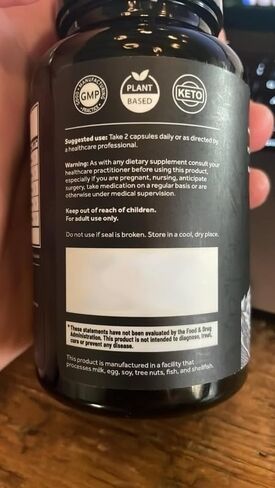 GOOD MANUFACTURING
GMP
PRACTICE
PLANT
BASED
KETO
Suggested use: Take 2 capsules daily or as directed by
a healthcare professional.
Warning: As with any dietary supplement consult your
healthcare practitioner before using this product,
especially if you are pregnant, nursing, anticipate
surgery, take medication on a regular basis or are
otherwise under medical supervision.
Keep out of reach of children.
For adult use only.
Do not use if seal is broken. Store in a cool, dry place.
* These statements have not been evaluated by the Food & Drug
Administration. This product is not intended to diagnose, treat,
cure or prevent any disease.
This product is manufactured in a facility that
processes milk, egg, soy, tree nuts, fish, and shellfish.